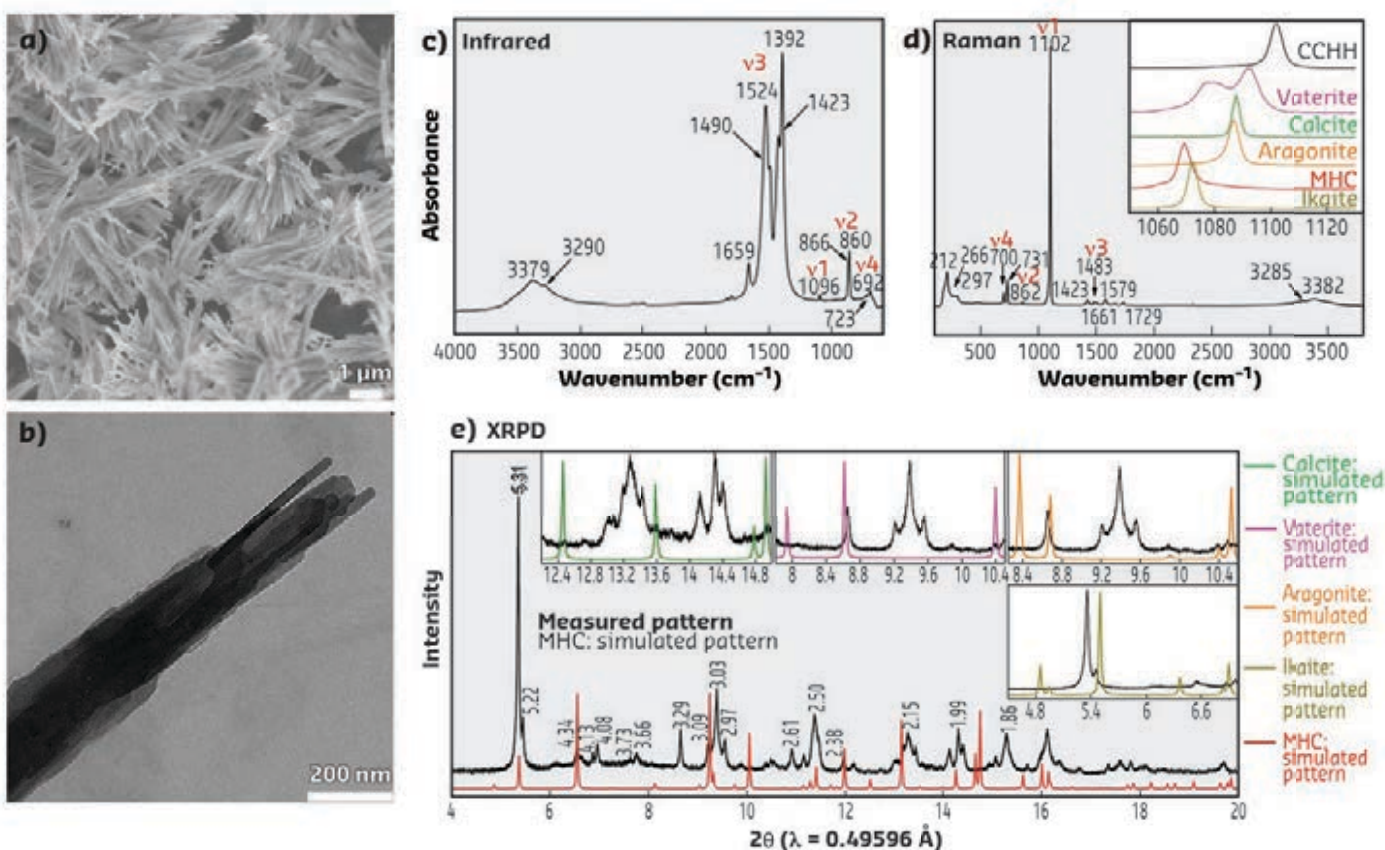 a)
1 µm
b)
200 nm
c) Infrared
Absorbance
ν3
1524
1392
1490
1423
3379
3290
1659
ν1
1096
ν2
866
860
ν4
692
723
4000 3500 3000 2500 2000 1500 1000
Wavenumber (cm⁻¹)
d) Raman
ν1
1102
CCHH
Vaterite
Calcite
Aragonite
MHC
Ikaite
1060 1080 1100 1120
212
266
297
ν4
700
731
ν2
862
1423
ν3
1483
1579
1661
1729
3285
3382
500 1000 1500 2000 2500 3000 3500
Wavenumber (cm⁻¹)
e) XRPD
Intensity
5.22
4.34
4.13
4.08
3.73
3.66
3.29
3.09
3.03
2.97
2.61
2.50
2.38
2.15
1.99
1.86
12.4 12.8 13.2 13.6 14 14.4 14.8
8 8.4 8.8 9.2 9.6 10 10.4
8.4 8.8 9.2 9.6 10 10.4
4.8 5.4 6 6.6
Measured pattern
MHC: simulated pattern
4 6 8 10 12 14 16 18 20
2θ (λ = 0.49596 Å)
Calcite:
simulated
pattern
Vaterite:
simulated
pattern
Aragonite:
simulated
pattern
Ikaite:
simulated
pattern
MHC:
simulated
pattern